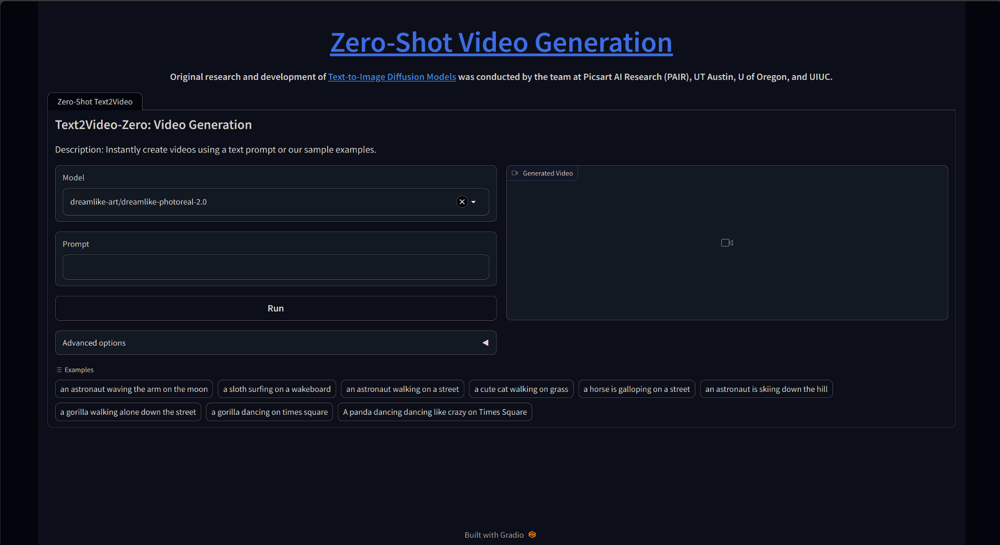 Zero-Shot Video Generation
Original research and development of Text-to-Image Diffusion Models was conducted by the team at Picsart AI Research (PAIR), UT Austin, U of Oregon, and UIUC.
Zero-Shot Text2Video
Text2Video-Zero: Video Generation
Description: Instantly create videos using a text prompt or our sample examples.
Model
dreamlike-art/dreamlike-photoreal-2.0
Generated Video
Prompt
Run
Advanced options
Examples
an astronaut waving the arm on the moon
a sloth surfing on a wakeboard
an astronaut walking on a street
a cute cat walking on grass
a horse is galloping on a street
an astronaut is skiing down the hill
a gorilla walking alone down the street
a gorilla dancing on times square
A panda dancing dancing like crazy on Times Square
Built with Gradio